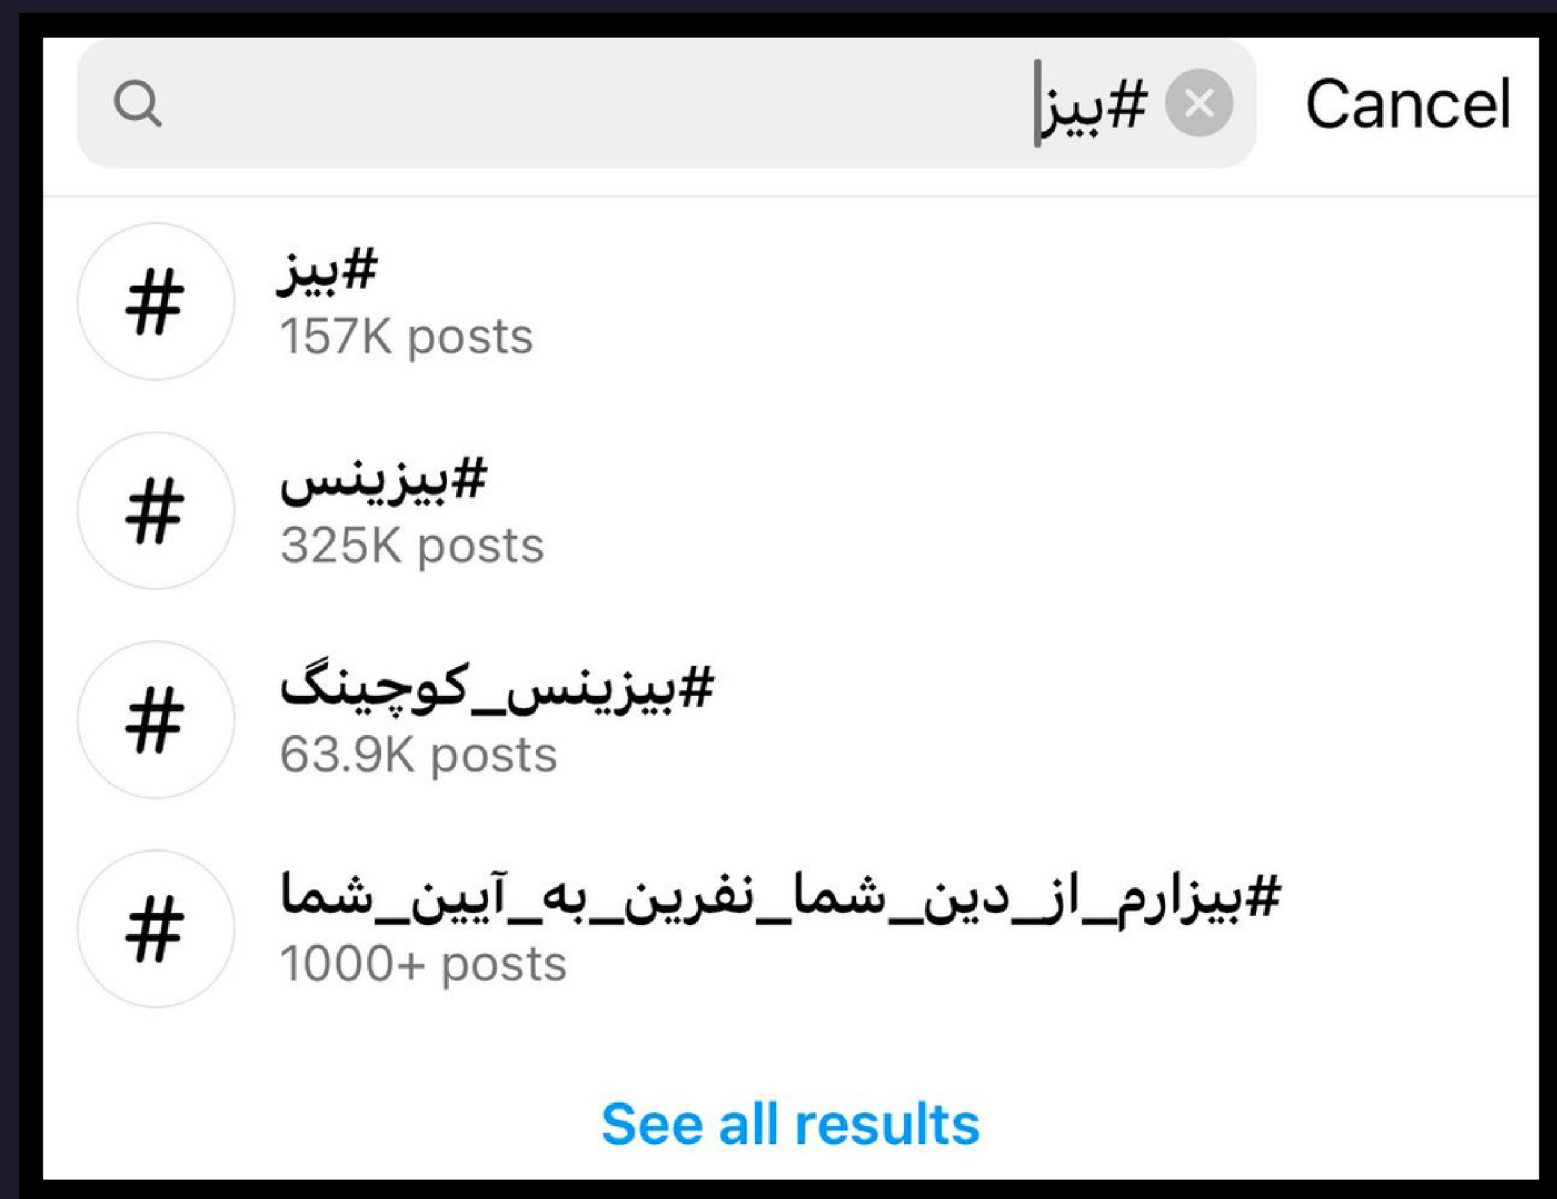 #بیز
Cancel
#
#بیز
157K posts
#
#بیزینس
325K posts
#
#بیزینس_کوچینگ
63.9K posts
#
#بیزارم_از_دین_شما_نفرین_به_آیین_شما
1000+ posts
See all results